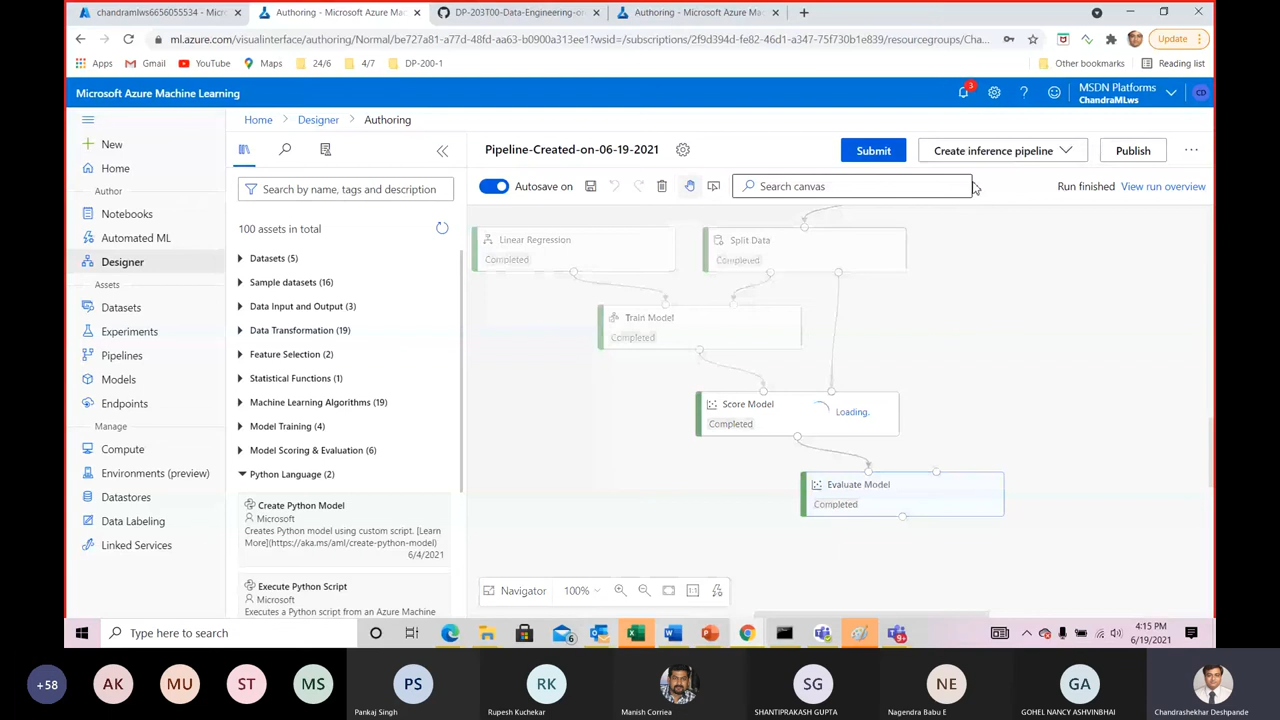 chandramlws6656055534 - Micro
Authoring - Microsoft Azure Mach
DP-203T00-Data-Engineering-on
Authoring - Microsoft Azure Mach
ml.azure.com/visualinterface/authoring/Normal/be727a81-a77d-48fd-aa63-b0900a313ee1?wsid=/subscriptions/2f9d394d-fe82-46d1-a347-75f730b1e839/resourcegroups/Cha...
Update
Apps
Gmail
YouTube
Maps
24/6
4/7
DP-200-1
Other bookmarks
Reading list
Microsoft Azure Machine Learning
3
MSDN Platforms
ChandraMLws
CD
New
Home
Author
Notebooks
Automated ML
Designer
Assets
Datasets
Experiments
Pipelines
Models
Endpoints
Manage
Compute
Environments (preview)
Datastores
Data Labeling
Linked Services
Home
Designer
Authoring
Search by name, tags and description
100 assets in total
Datasets (5)
Sample datasets (16)
Data Input and Output (3)
Data Transformation (19)
Feature Selection (2)
Statistical Functions (1)
Machine Learning Algorithms (19)
Model Training (4)
Model Scoring & Evaluation (6)
Python Language (2)
Create Python Model
Microsoft
Creates Python model using custom script. [Learn
More](https://aka.ms/aml/create-python-model)
6/4/2021
Execute Python Script
Microsoft
Executes a Python script from an Azure Machine
Pipeline-Created-on-06-19-2021
Submit
Create inference pipeline
Publish
Autosave on
Search canvas
Run finished
View run overview
Linear Regression
Completed
Split Data
Completed
Train Model
Completed
Score Model
Loading.
Completed
Evaluate Model
Completed
Navigator
100%
Type here to search
6
9+
4:15 PM
6/19/2021
+58
AK
MU
ST
MS
PS
Pankaj Singh
RK
Rupesh Kuchekar
Manish Correia
SG
SHANTIPRAKASH GUPTA
NE
Nagendra Babu E
GA
GOHEL NANCY ASHVINBHAI
Chandrashekhar Deshpande